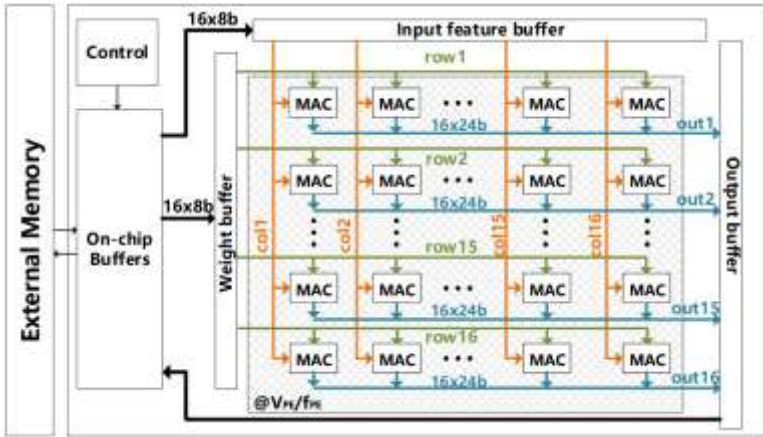 16x8b
Input feature buffer
Control
row1
MAC MAC ••• MAC MAC
16x24b
out1
row2
MAC MAC ••• MAC MAC
16x8b
16x24b
out2
External Memory
On-chip
Buffers
Weight buffer
col1
col2
col15
col16
Output buffer
row15
MAC MAC ••• MAC MAC
16x24b
out15
row16
MAC MAC ••• MAC MAC
16x24b
out16
@VPE/fPE